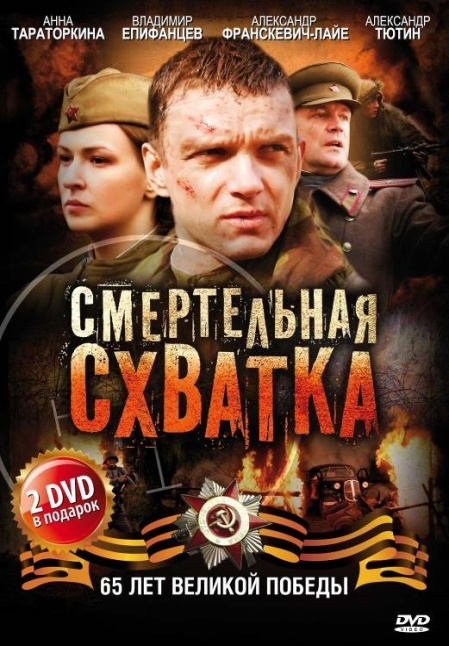 АННА ТАРАТОРКИНА
ВЛАДИМИР ЕПИФАНЦЕВ
АЛЕКСАНДР ФРАНСКЕВИЧ-ЛАЙЕ
АЛЕКСАНДР ТЮТИН
СМЕРТЕЛЬНАЯ
СХВАТКА
2 DVD
В ПОДАРОК
65 ЛЕТ ВЕЛИКОЙ ПОБЕДЫ
DVD
VIDEO